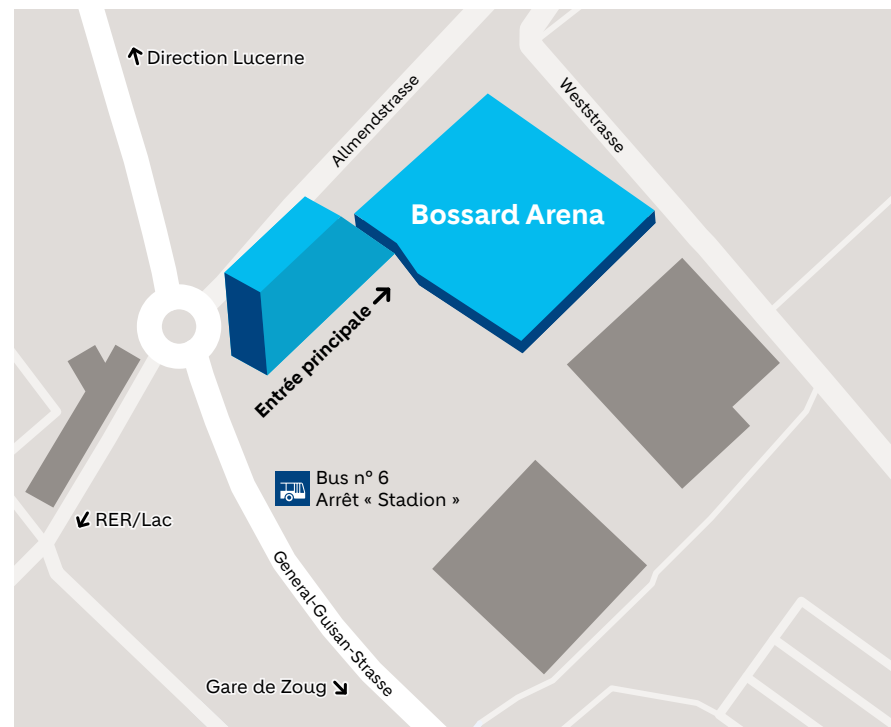 Direction Lucerne
Allmendstrasse
Weststrasse
Bossard Arena
Entrée principale
Bus n° 6
Arrêt « Stadion »
RER/Lac
General-Guisan-Strasse
Gare de Zoug